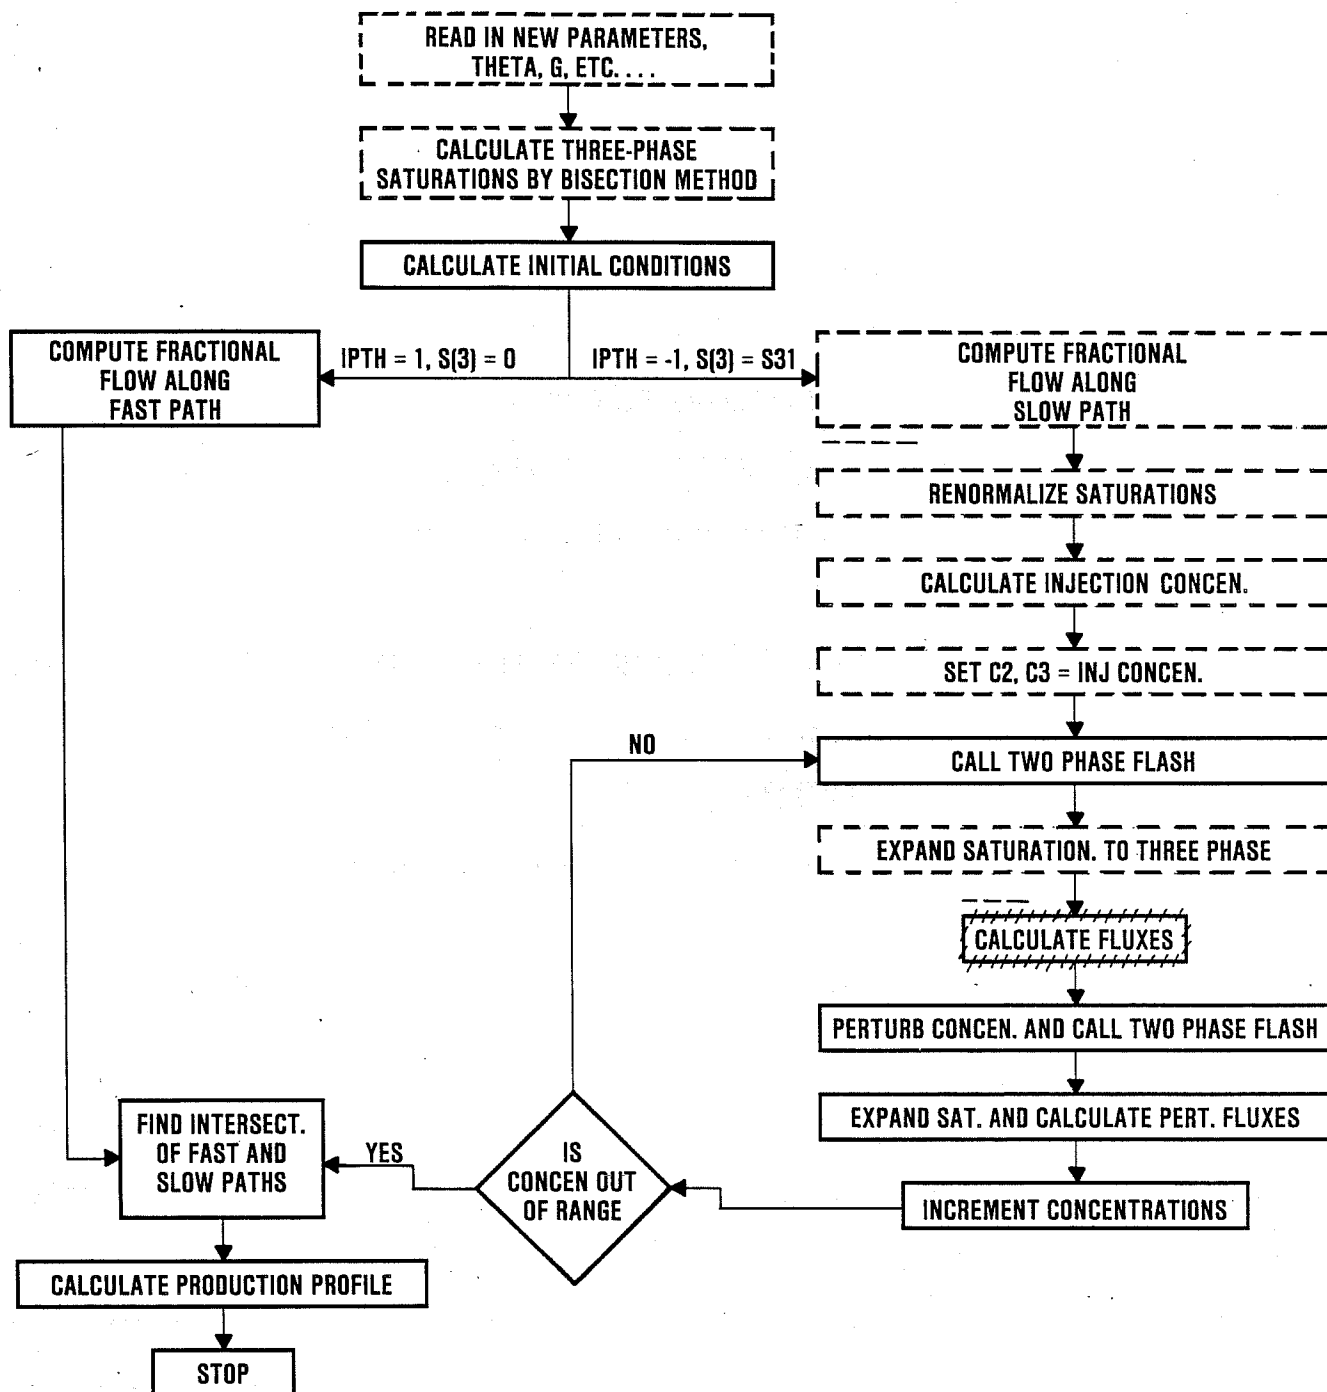 READ IN NEW PARAMETERS,
THETA, G, ETC. . . .
CALCULATE THREE-PHASE
SATURATIONS BY BISECTION METHOD
CALCULATE INITIAL CONDITIONS
IPTH = 1, S(3) = 0
IPTH = -1, S(3) = S31
COMPUTE FRACTIONAL
FLOW ALONG
FAST PATH
COMPUTE FRACTIONAL
FLOW ALONG
SLOW PATH
RENORMALIZE SATURATIONS
CALCULATE INJECTION CONCEN.
SET C2, C3 = INJ CONCEN.
NO
CALL TWO PHASE FLASH
EXPAND SATURATION. TO THREE PHASE
CALCULATE FLUXES
PERTURB CONCEN. AND CALL TWO PHASE FLASH
EXPAND SAT. AND CALCULATE PERT. FLUXES
INCREMENT CONCENTRATIONS
IS
CONCEN OUT
OF RANGE
YES
FIND INTERSECT.
OF FAST AND
SLOW PATHS
CALCULATE PRODUCTION PROFILE
STOP